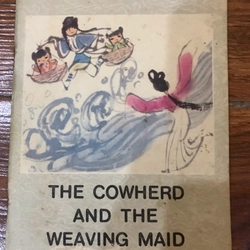 THE COWHERD
AND THE
WEAVING MAID